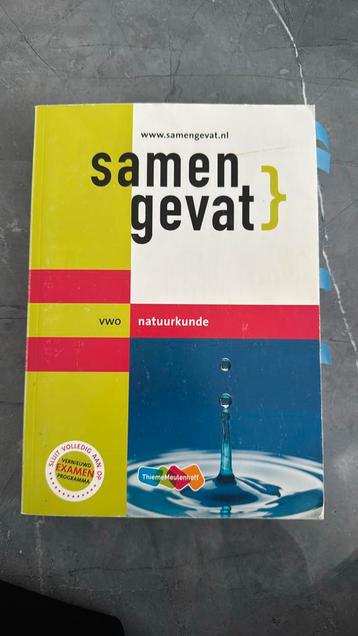 www.samengevat.nl
samen
gevat}
vwo natuurkunde
SLUIT VOLLEDIG AAN OP
VERNIEUWD
EXAMEN
PROGRAMMA
ThiemeMeulenhoff